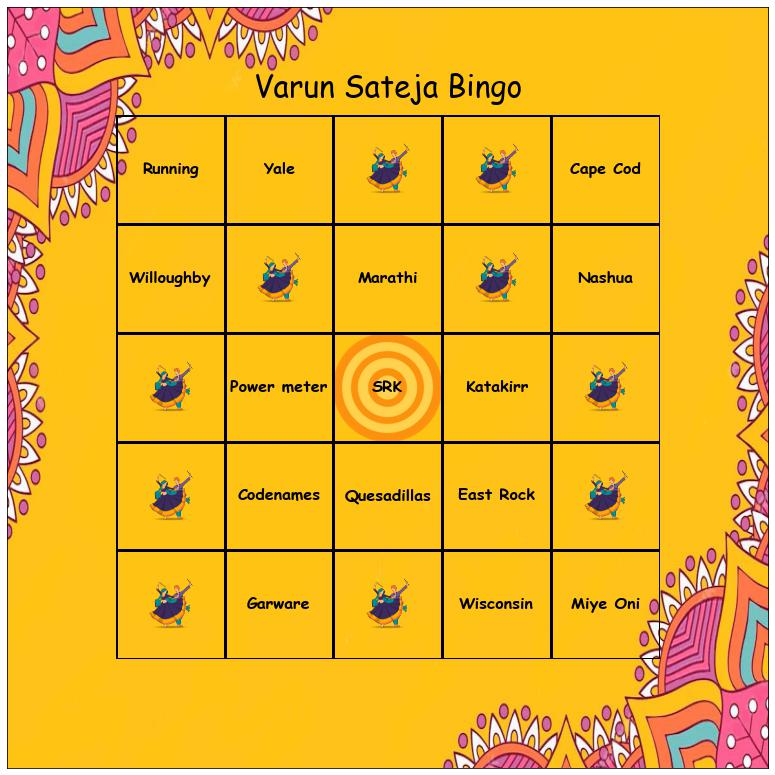 Varun Sateja Bingo
Running Yale Cape Cod
Willoughby Marathi Nashua
Power meter SRK Katakirr
Codenames Quesadillas East Rock
Garware Wisconsin Miye Oni